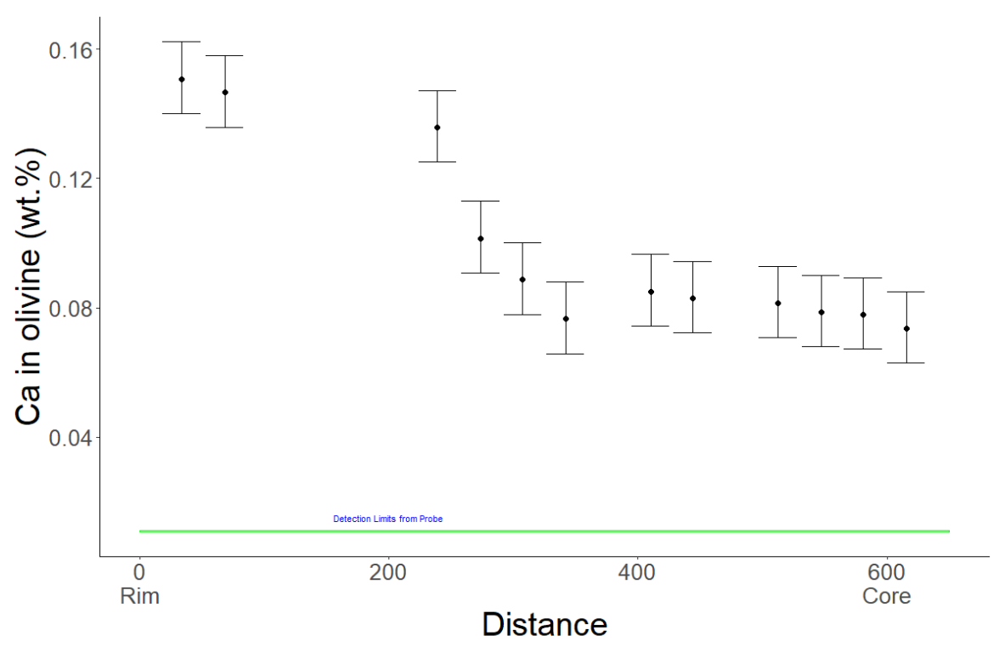 0.16
0.12
0.08
0.04
Ca in olivine (wt.%)
Detection Limits from Probe
0 200 400 600
Rim Core
Distance